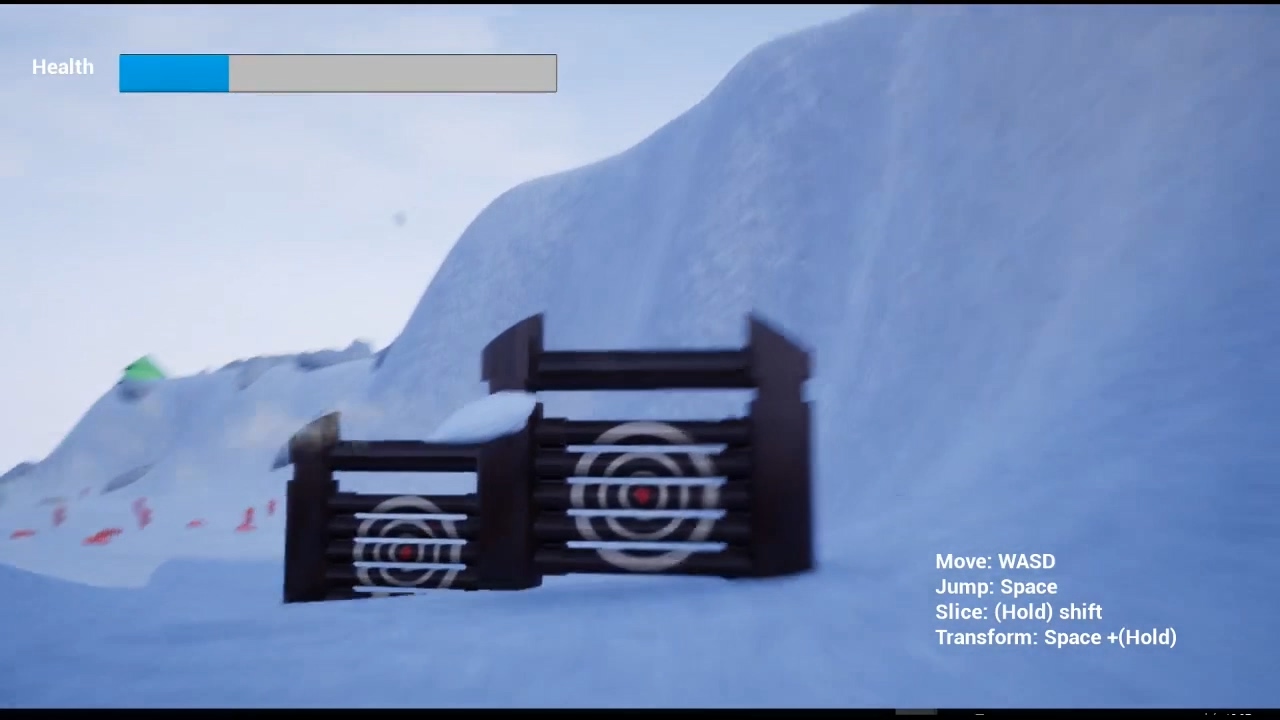 Health
Move: WASD
Jump: Space
Slice: (Hold) shift
Transform: Space +(Hold)